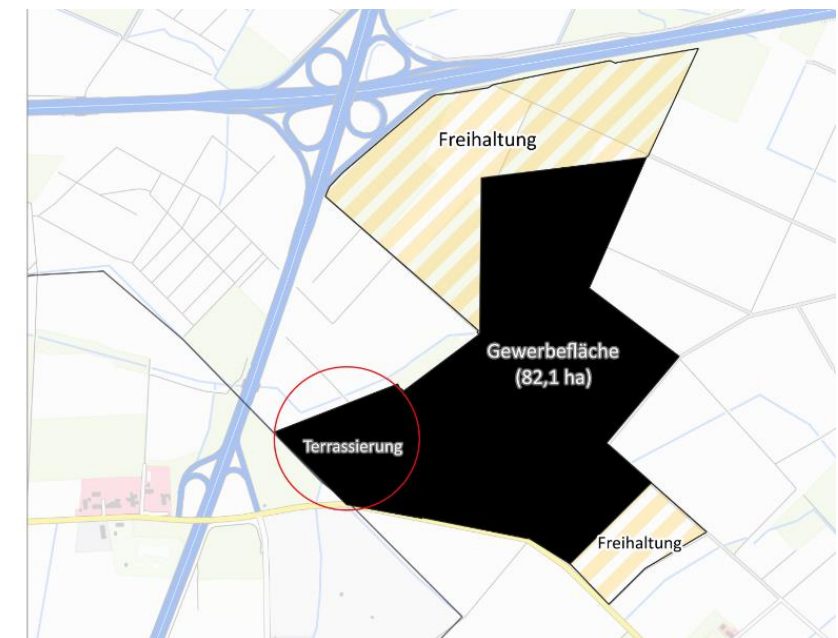 Freihaltung
Gewerbefläche
(82,1 ha)
Terrassierung
Freihaltung